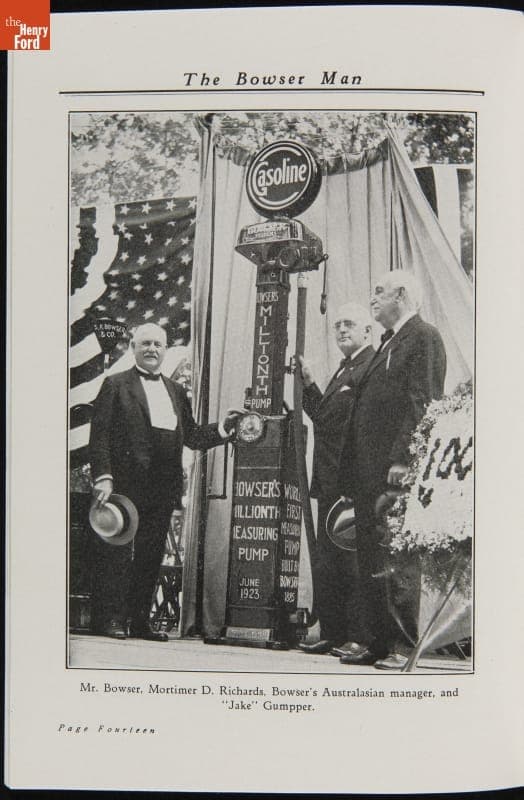 the
Henry
Ford
The Bowser Man
Gasoline
BOWSER
S. F. BOWSER
& CO.
BOWSER'S
MILLIONTH
PUMP
BOWSER'S
MILLIONTH
MEASURING
PUMP
JUNE
1923
WORLD
FIRST
MEASURING
PUMP
BUILT BY
BOWSER
1885
100
Mr. Bowser, Mortimer D. Richards, Bowser's Australasian manager, and
"Jake" Gumpper.
Page Fourteen